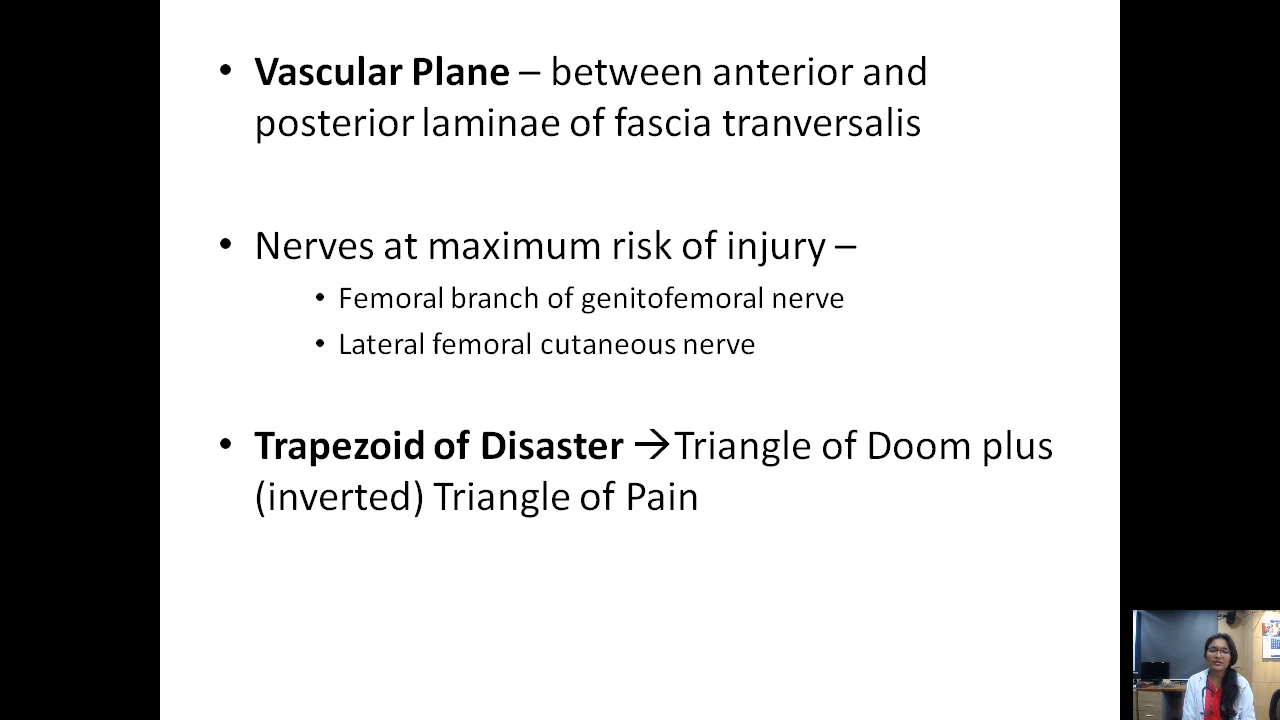 • Vascular Plane – between anterior and
posterior laminae of fascia tranversalis
• Nerves at maximum risk of injury –
• Femoral branch of genitofemoral nerve
• Lateral femoral cutaneous nerve
• Trapezoid of Disaster →Triangle of Doom plus
(inverted) Triangle of Pain